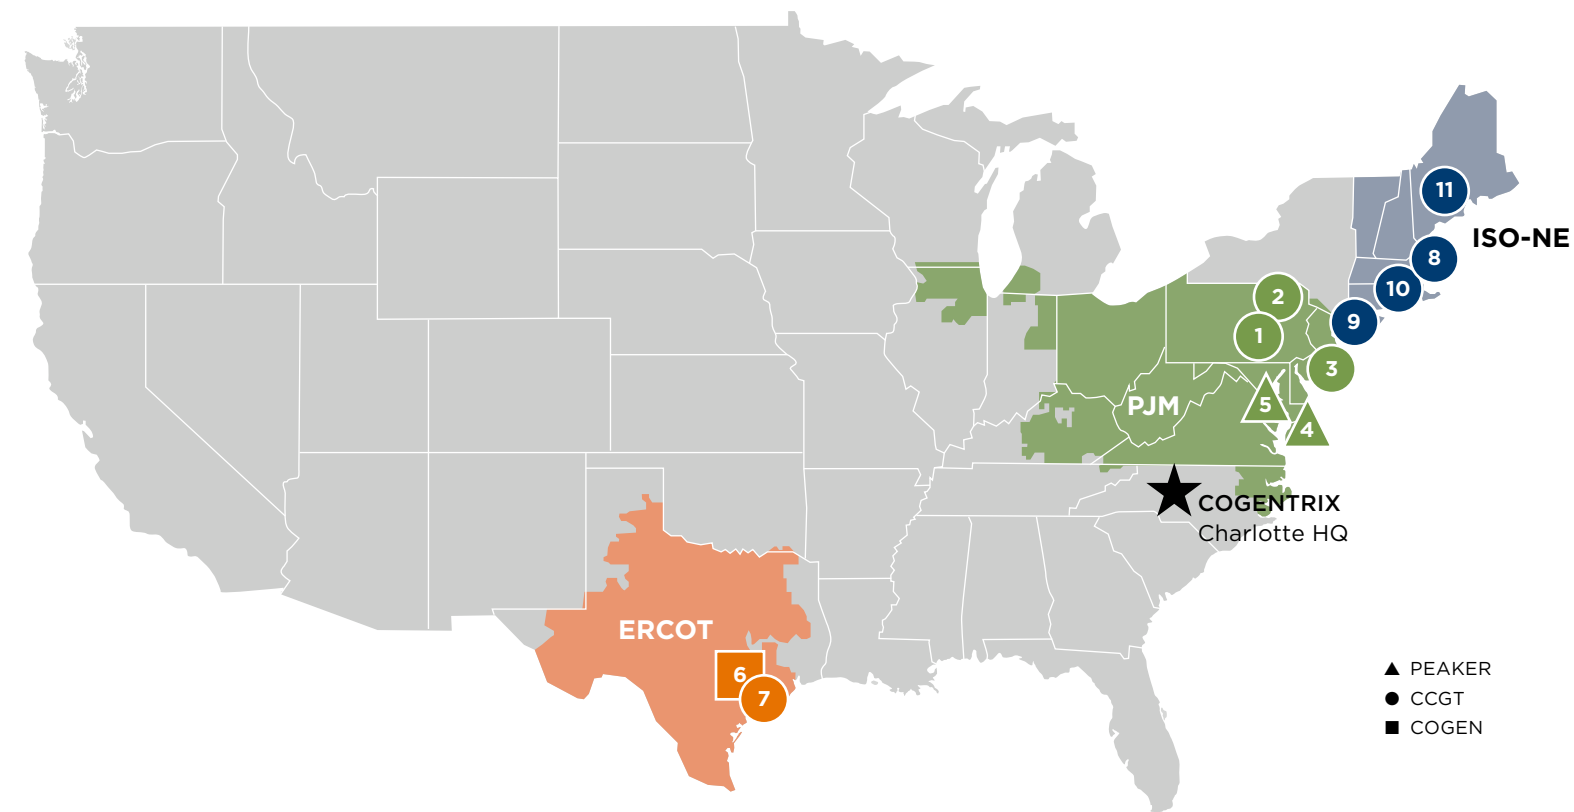 11
ISO-NE
8
10
2
9
1
3
PJM
5
4
COGENTRIX
Charlotte HQ
ERCOT
6
7
PEAKER
CCGT
COGEN